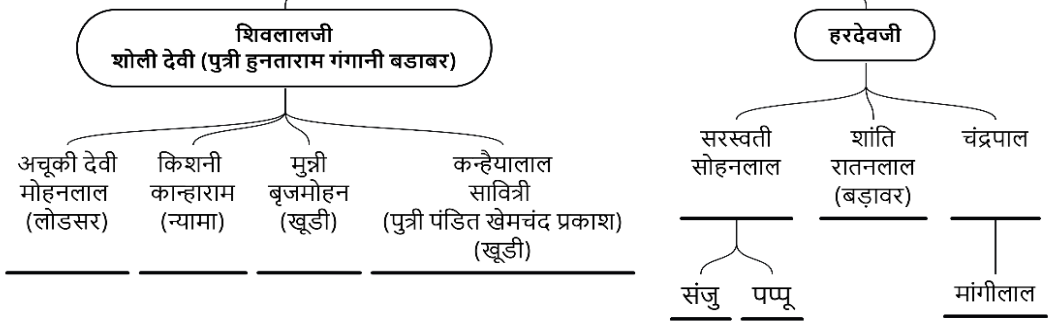 शिवलालजी
शोली देवी (पुत्री हुनताराम गंगानी बडाबर)
अचूकी देवी
मोहनलाल
(लोडसर)
किशनी
कान्हाराम
(न्यामा)
मुन्नी
बृजमोहन
(खूडी)
कन्हैयालाल
सावित्री
(पुत्री पंडित खेमचंद प्रकाश)
(खूडी)
हरदेवजी
सरस्वती
सोहनलाल
शांति
रातनलाल
(बड़ावर)
चंद्रपाल
संजु
पप्पू
मांगीलाल